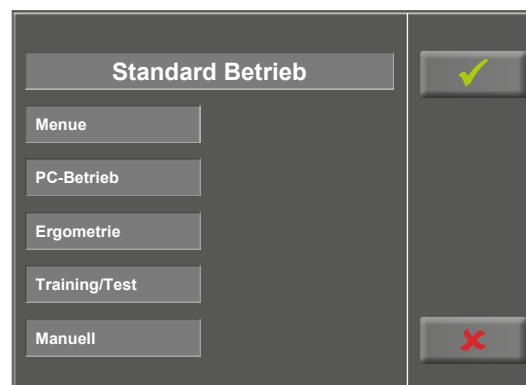 Standard Betrieb
Menue
PC-Betrieb
Ergometrie
Training/Test
Manuell